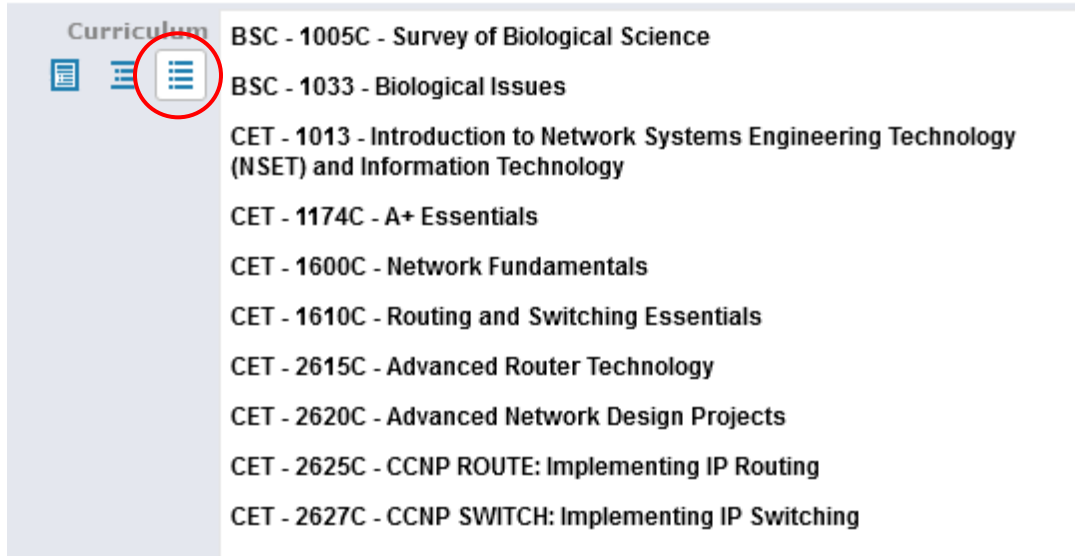 Curriculum
BSC - 1005C - Survey of Biological Science
BSC - 1033 - Biological Issues
CET - 1013 - Introduction to Network Systems Engineering Technology
(NSET) and Information Technology
CET - 1174C - A+ Essentials
CET - 1600C - Network Fundamentals
CET - 1610C - Routing and Switching Essentials
CET - 2615C - Advanced Router Technology
CET - 2620C - Advanced Network Design Projects
CET - 2625C - CCNP ROUTE: Implementing IP Routing
CET - 2627C - CCNP SWITCH: Implementing IP Switching